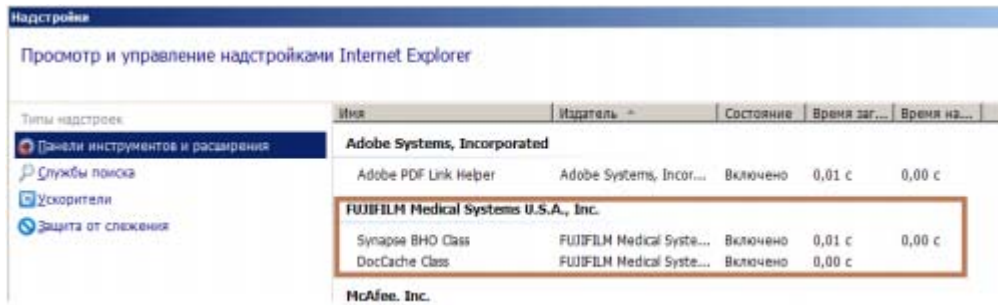 Надстройки
Просмотр и управление надстройками Internet Explorer
Типы надстроек
Панели инструментов и расширения
Службы поиска
Ускорители
Защита от слежения
Имя Издатель Состояние Время заг... Время на...
Adobe Systems, Incorporated
Adobe PDF Link Helper Adobe Systems, Incor... Включено 0,01 с 0,00 с
FUJIFILM Medical Systems U.S.A., Inc.
Synapse BHO Class FUJIFILM Medical Syste... Включено 0,01 с 0,00 с
DocCache Class FUJIFILM Medical Syste... Включено 0,00 с
McAfee, Inc.